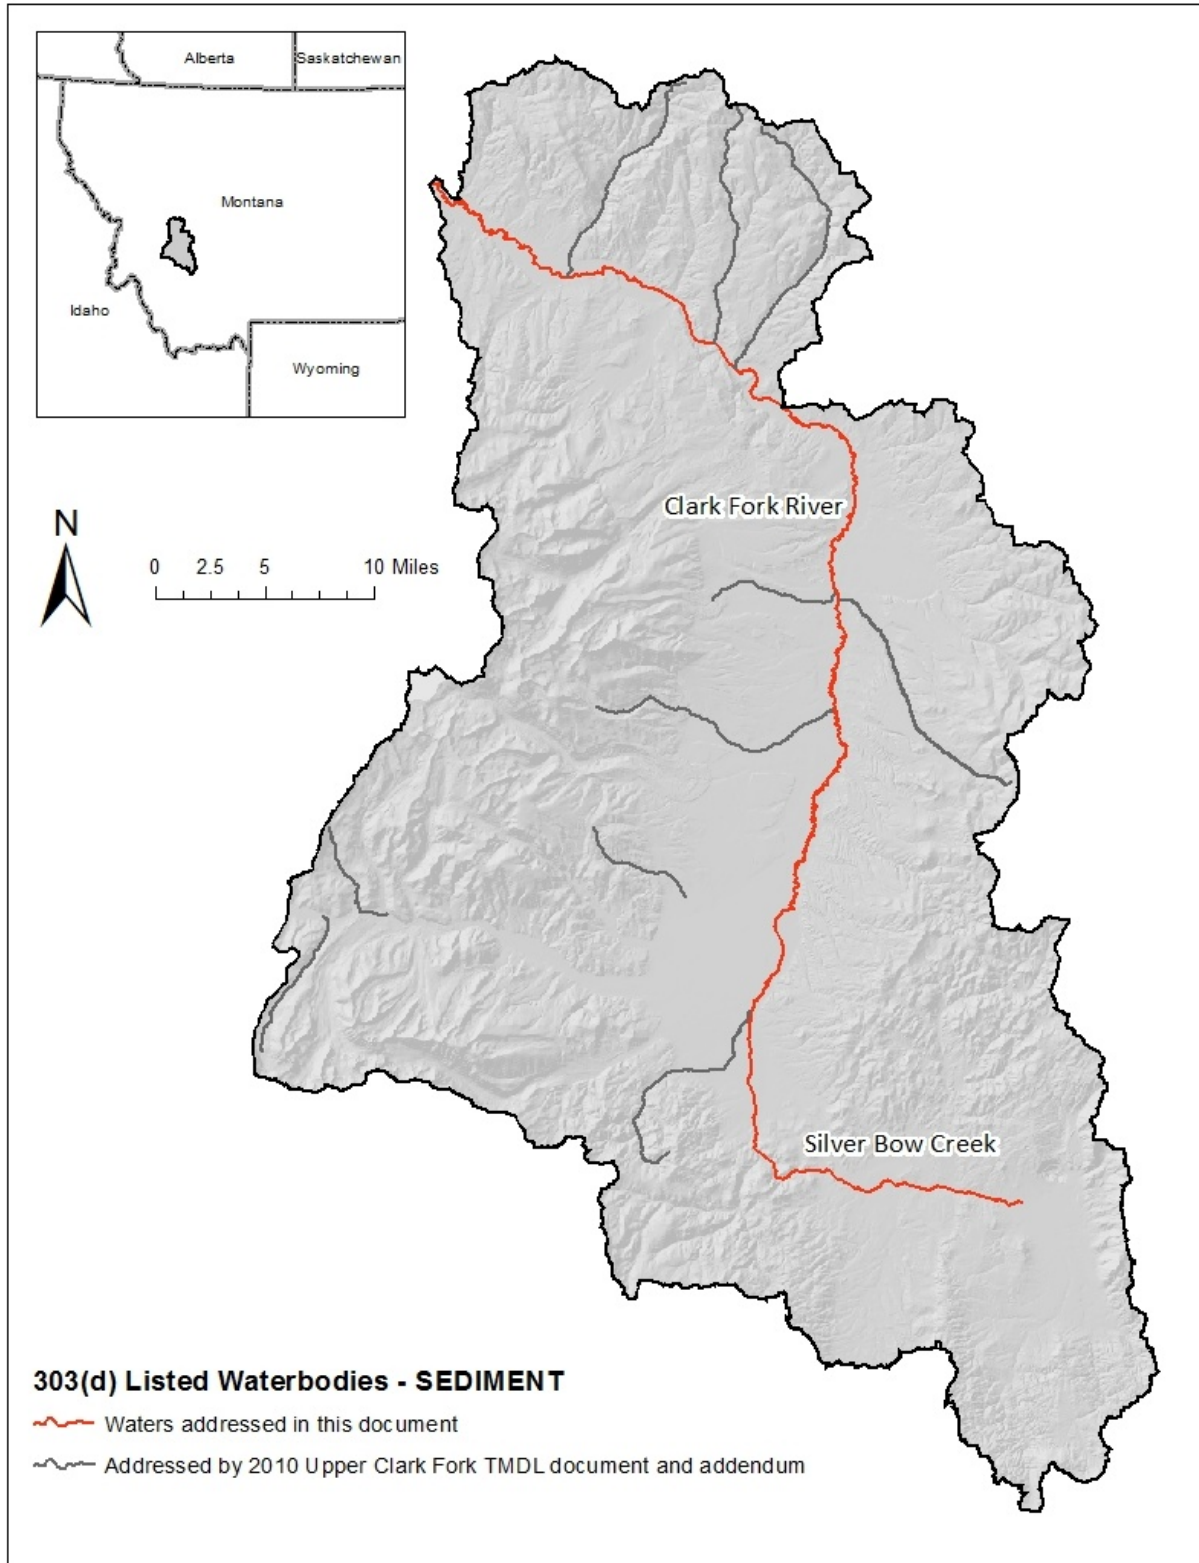 Alberta
Saskatchewan
Montana
Idaho
Wyoming
N
0 2.5 5 10 Miles
Clark Fork River
Silver Bow Creek
303(d) Listed Waterbodies - SEDIMENT
Waters addressed in this document
Addressed by 2010 Upper Clark Fork TMDL document and addendum